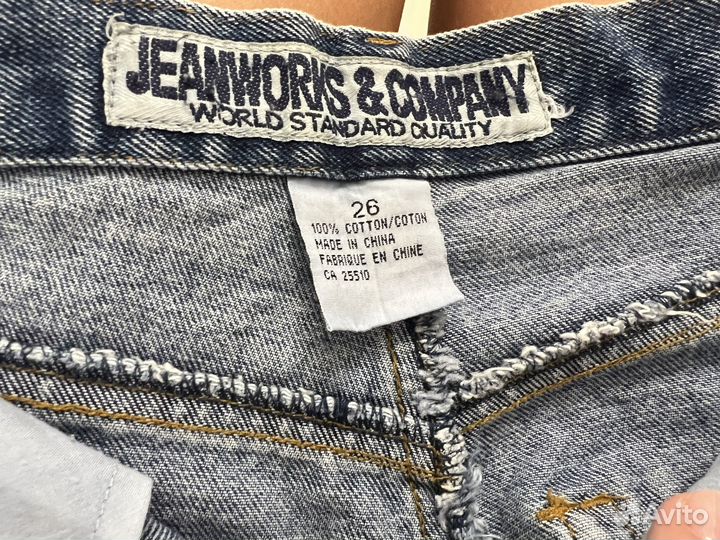 JEANWORKS & COMPANY
WORLD STANDARD QUALITY
26
100% COTTON/COTON
MADE IN CHINA
FABRIQUE EN CHINE
CA 25510
Avito